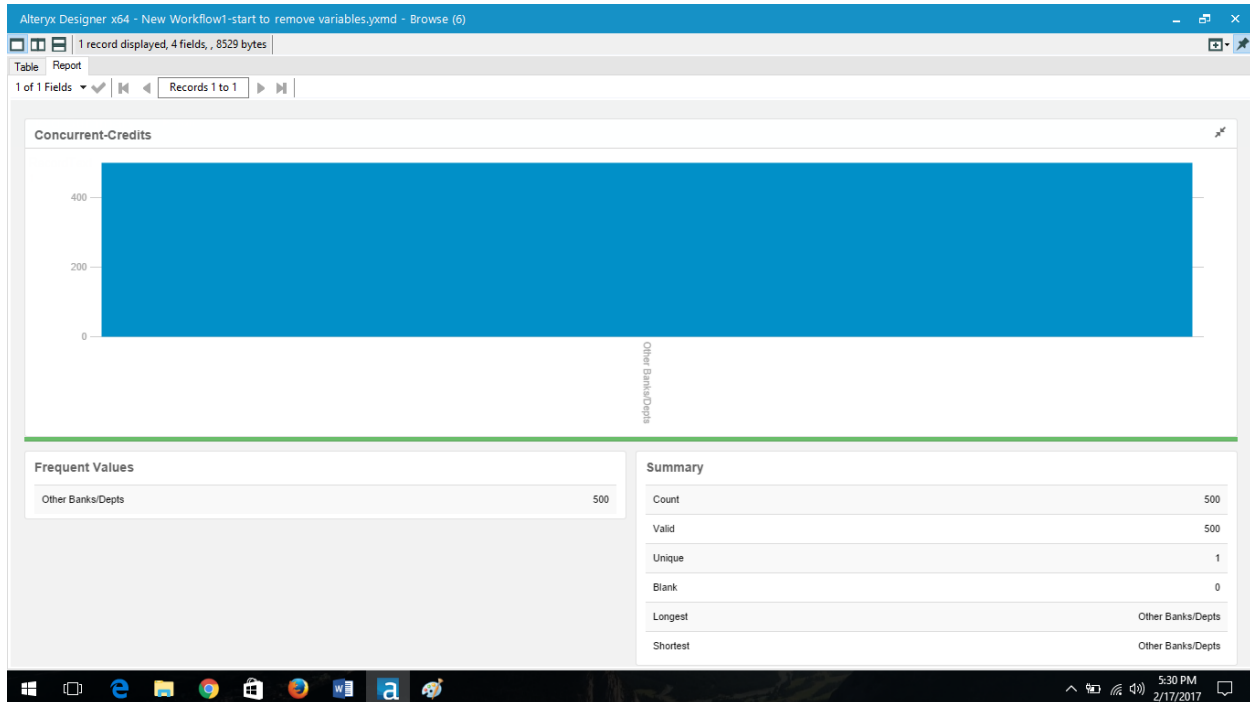 Alteryx Designer x64 - New Workflow1-start to remove variables.yxmd - Browse (6)
1 record displayed, 4 fields, , 8529 bytes
Table Report
1 of 1 Fields Records 1 to 1
Concurrent-Credits
400
200
0
Other Banks/Depts
Frequent Values
Other Banks/Depts 500
Summary
Count 500
Valid 500
Unique 1
Blank 0
Longest Other Banks/Depts
Shortest Other Banks/Depts
5:30 PM
2/17/2017